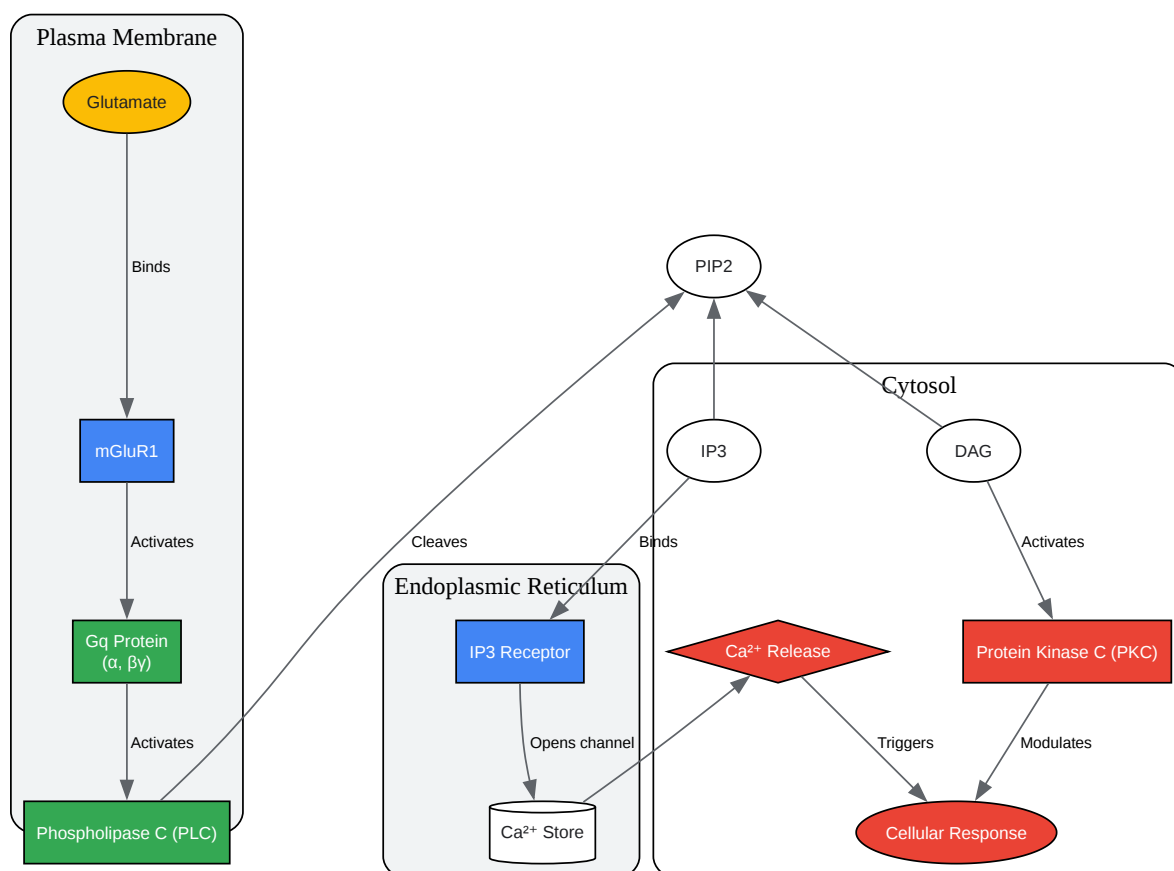 Plasma Membrane
Glutamate
Binds
PIP2
Cytosol
mGluR1
IP3
DAG
Activates
Cleaves
Binds
Activates
Endoplasmic Reticulum
Gq Protein
(α, βγ)
IP3 Receptor
Ca²⁺ Release
Protein Kinase C (PKC)
Activates
Opens channel
Triggers
Modulates
Phospholipase C (PLC)
Ca²⁺ Store
Cellular Response